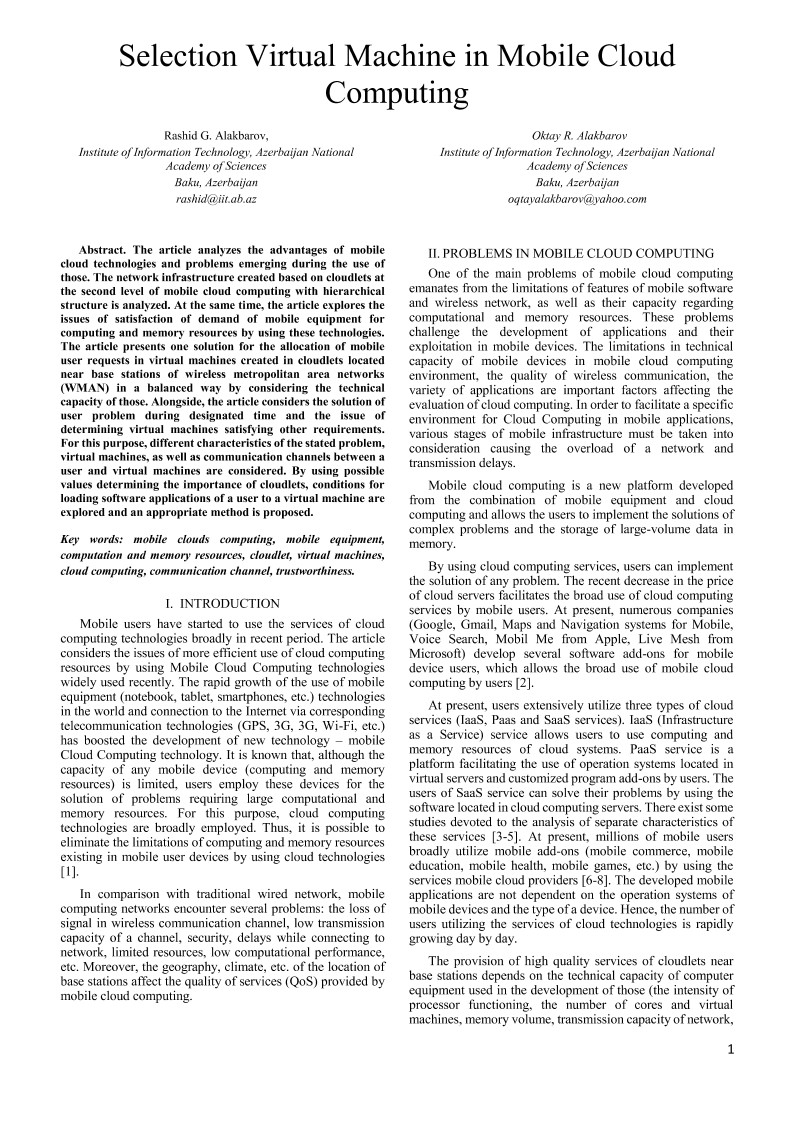 Selection Virtual Machine in Mobile Cloud
Computing
Rashid G. Alakbarov,
Institute of Information Technology, Azerbaijan National
Academy of Sciences
Baku, Azerbaijan
rashid@iit.ab.az
Oktay R. Alakbarov
Institute of Information Technology, Azerbaijan National
Academy of Sciences
Baku, Azerbaijan
oqtayalakbarov@yahoo.com
Abstract. The article analyzes the advantages of mobile
cloud technologies and problems emerging during the use of
those. The network infrastructure created based on cloudlets at
the second level of mobile cloud computing with hierarchical
structure is analyzed. At the same time, the article explores the
issues of satisfaction of demand of mobile equipment for
computing and memory resources by using these technologies.
The article presents one solution for the allocation of mobile
user requests in virtual machines created in cloudlets located
near base stations of wireless metropolitan area networks
(WMAN) in a balanced way by considering the technical
capacity of those. Alongside, the article considers the solution of
user problem during designated time and the issue of
determining virtual machines satisfying other requirements.
For this purpose, different characteristics of the stated problem,
virtual machines, as well as communication channels between a
user and virtual machines are considered. By using possible
values determining the importance of cloudlets, conditions for
loading software applications of a user to a virtual machine are
explored and an appropriate method is proposed.
Key words: mobile clouds computing, mobile equipment,
computation and memory resources, cloudlet, virtual machines,
cloud computing, communication channel, trustworthiness.
I. INTRODUCTION
Mobile users have started to use the services of cloud
computing technologies broadly in recent period. The article
considers the issues of more efficient use of cloud computing
resources by using Mobile Cloud Computing technologies
widely used recently. The rapid growth of the use of mobile
equipment (notebook, tablet, smartphones, etc.) technologies
in the world and connection to the Internet via corresponding
telecommunication technologies (GPS, 3G, 3G, Wi-Fi, etc.)
has boosted the development of new technology – mobile
Cloud Computing technology. It is known that, although the
capacity of any mobile device (computing and memory
resources) is limited, users employ these devices for the
solution of problems requiring large computational and
memory resources. For this purpose, cloud computing
technologies are broadly employed. Thus, it is possible to
eliminate the limitations of computing and memory resources
existing in mobile user devices by using cloud technologies
[1].
In comparison with traditional wired network, mobile
computing networks encounter several problems: the loss of
signal in wireless communication channel, low transmission
capacity of a channel, security, delays while connecting to
network, limited resources, low computational performance,
etc. Moreover, the geography, climate, etc. of the location of
base stations affect the quality of services (QoS) provided by
mobile cloud computing.
II. PROBLEMS IN MOBILE CLOUD COMPUTING
One of the main problems of mobile cloud computing
emanates from the limitations of features of mobile software
and wireless network, as well as their capacity regarding
computational and memory resources. These problems
challenge the development of applications and their
exploitation in mobile devices. The limitations in technical
capacity of mobile devices in mobile cloud computing
environment, the quality of wireless communication, the
variety of applications are important factors affecting the
evaluation of cloud computing. In order to facilitate a specific
environment for Cloud Computing in mobile applications,
various stages of mobile infrastructure must be taken into
consideration causing the overload of a network and
transmission delays.
Mobile cloud computing is a new platform developed
from the combination of mobile equipment and cloud
computing and allows the users to implement the solutions of
complex problems and the storage of large-volume data in
memory.
By using cloud computing services, users can implement
the solution of any problem. The recent decrease in the price
of cloud servers facilitates the broad use of cloud computing
services by mobile users. At present, numerous companies
(Google, Gmail, Maps and Navigation systems for Mobile,
Voice Search, Mobil Me from Apple, Live Mesh from
Microsoft) develop several software add-ons for mobile
device users, which allows the broad use of mobile cloud
computing by users [2].
At present, users extensively utilize three types of cloud
services (IaaS, Paas and SaaS services). IaaS (Infrastructure
as a Service) service allows users to use computing and
memory resources of cloud systems. PaaS service is a
platform facilitating the use of operation systems located in
virtual servers and customized program add-ons by users. The
users of SaaS service can solve their problems by using the
software located in cloud computing servers. There exist some
studies devoted to the analysis of separate characteristics of
these services [3-5]. At present, millions of mobile users
broadly utilize mobile add-ons (mobile commerce, mobile
education, mobile health, mobile games, etc.) by using the
services mobile cloud providers [6-8]. The developed mobile
applications are not dependent on the operation systems of
mobile devices and the type of a device. Hence, the number of
users utilizing the services of cloud technologies is rapidly
growing day by day.
The provision of high quality services of cloudlets near
base stations depends on the technical capacity of computer
equipment used in the development of those (the intensity of
processor functioning, the number of cores and virtual
machines, memory volume, transmission capacity of network,
1